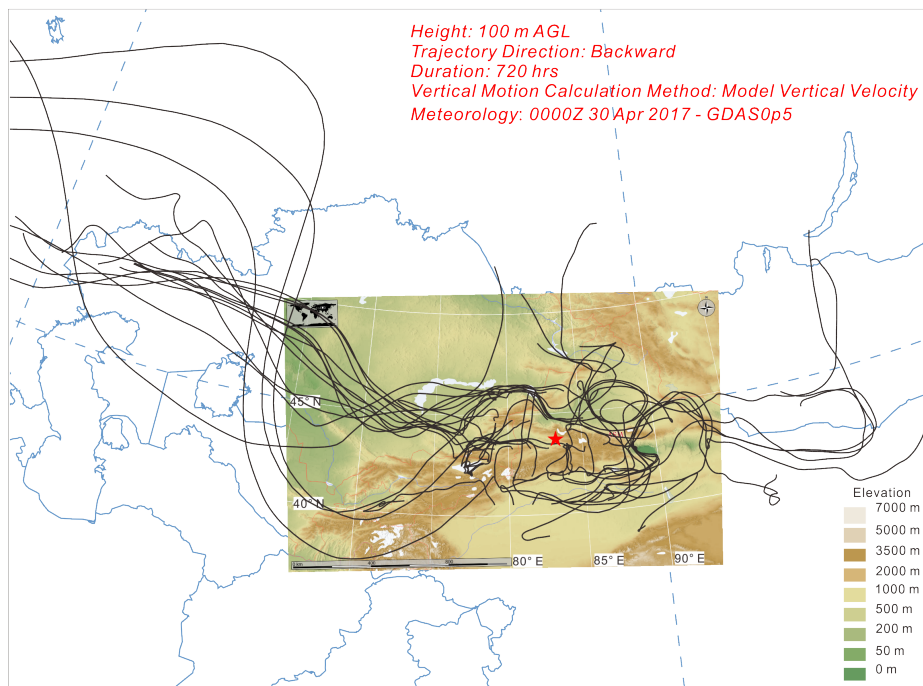 Height: 100 m AGL
Trajectory Direction: Backward
Duration: 720 hrs
Vertical Motion Calculation Method: Model Vertical Velocity
Meteorology: 0000Z 30 Apr 2017 - GDAS0p5
45° N
40° N
80° E
85° E
90° E
Elevation
7000 m
5000 m
3500 m
2000 m
1000 m
500 m
200 m
50 m
0 m